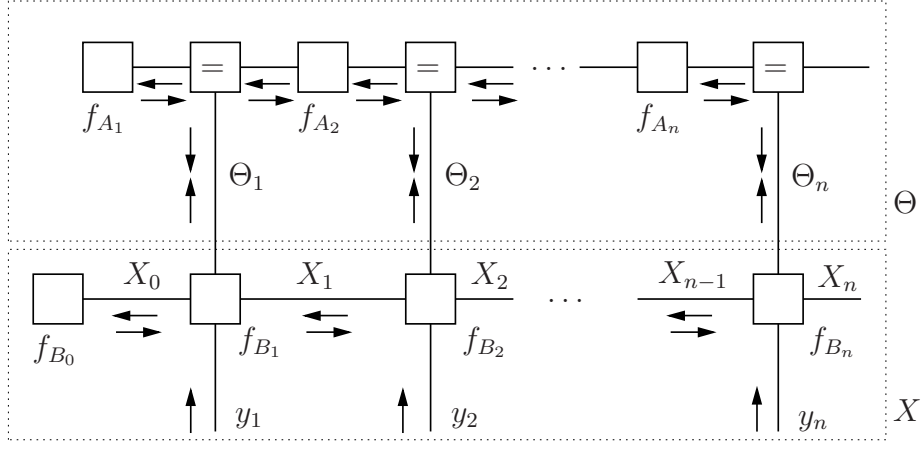 = = ⋯ =
f_{A_1} f_{A_2} f_{A_n}
Θ_1 Θ_2 Θ_n
Θ
X_0 X_1 X_2 X_{n−1} X_n
⋯
f_{B_0} f_{B_1} f_{B_2} f_{B_n}
y_1 y_2 y_n X